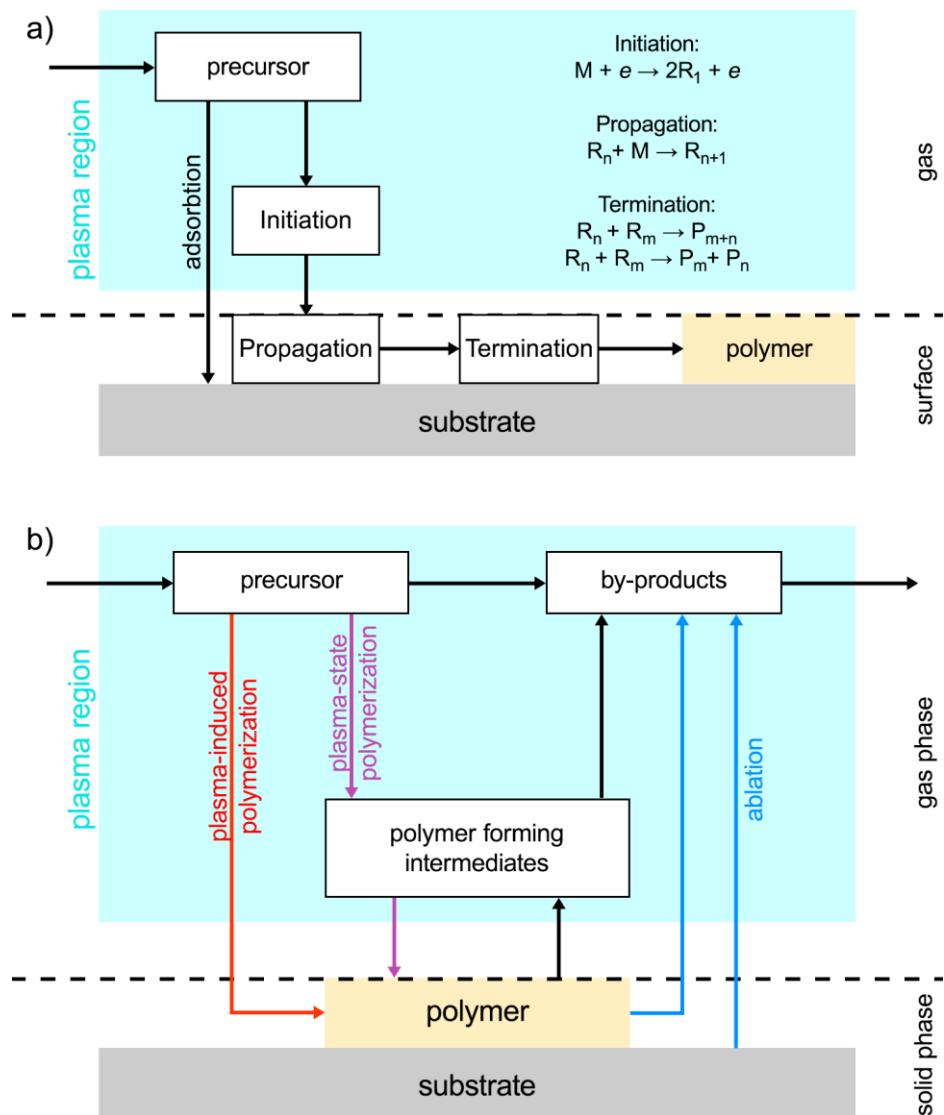 a)
precursor
Initiation:
M + e → 2R₁ + e
Propagation:
Rₙ+ M → Rₙ₊₁
Termination:
Rₙ + Rₘ → Pₘ₊ₙ
Rₙ + Rₘ → Pₘ+ Pₙ
plasma region
adsorbtion
Initiation
gas
Propagation
Termination
polymer
surface
substrate
b)
precursor
by-products
plasma region
plasma-induced
polymerization
plasma-state
polymerization
ablation
gas phase
polymer forming
intermediates
polymer
substrate
solid phase